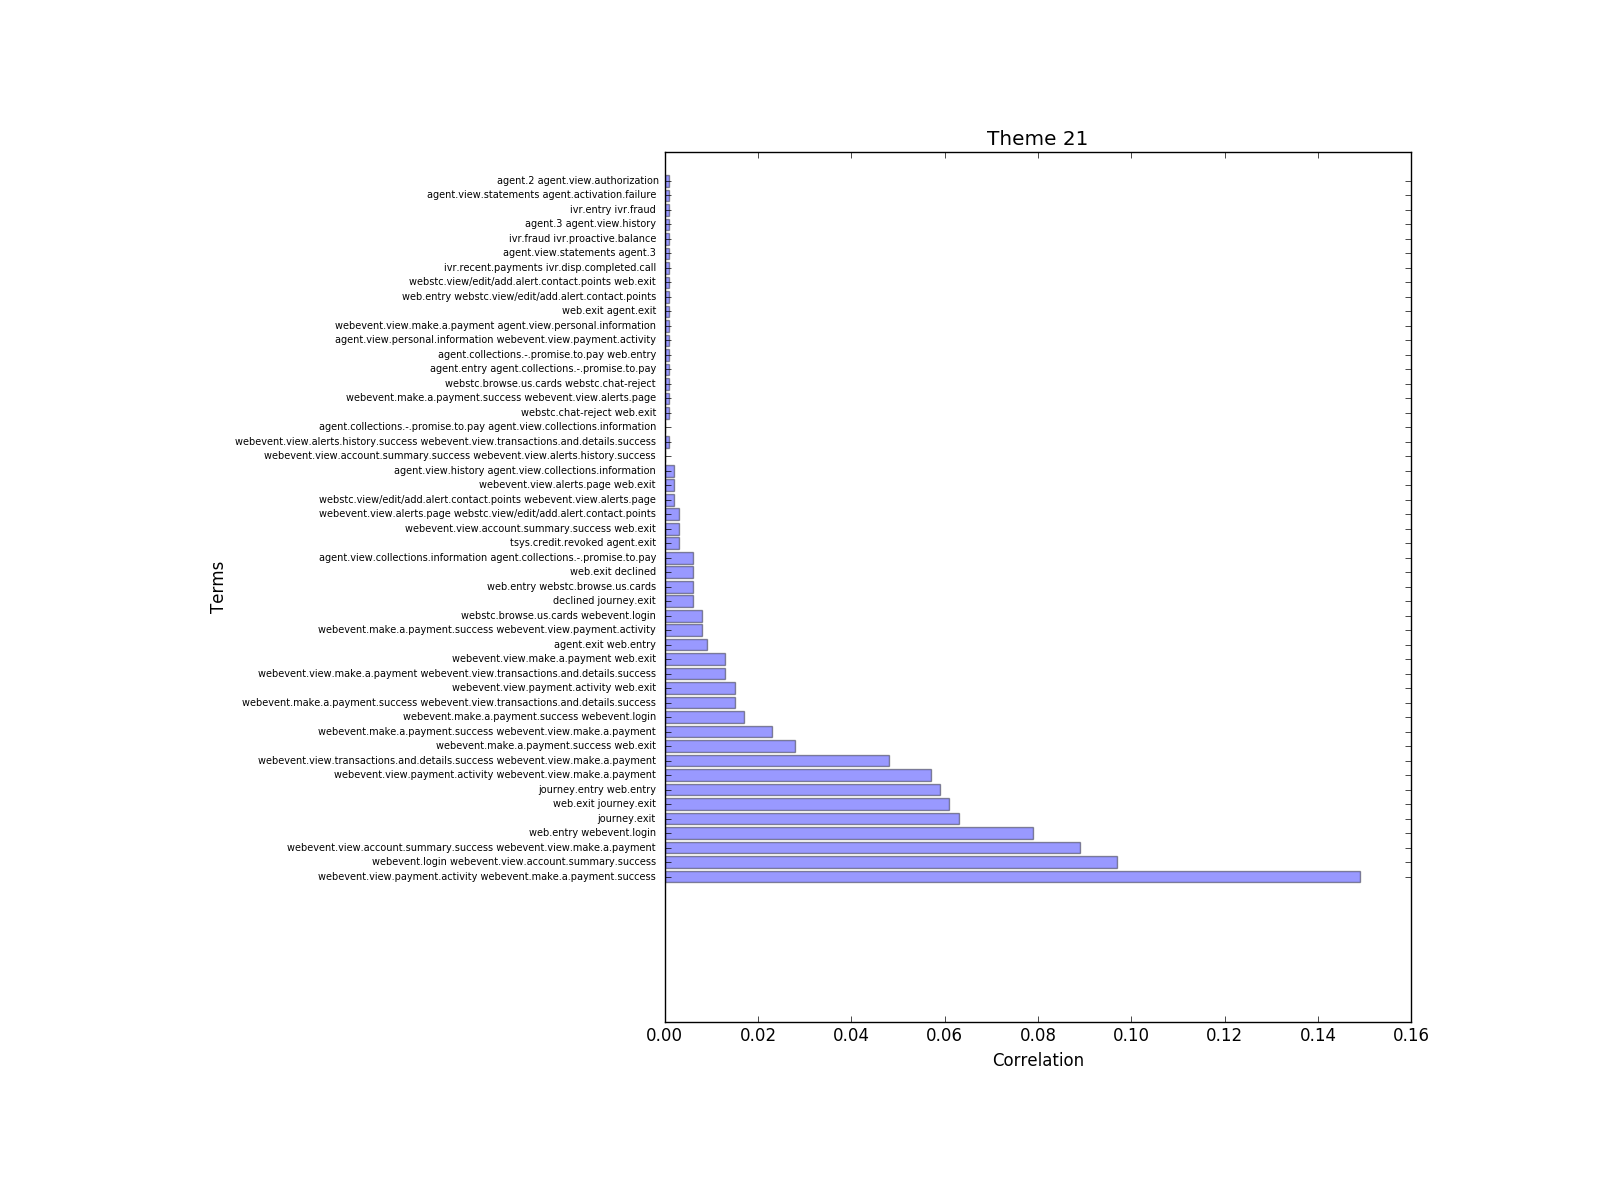 Theme 21
agent.2 agent.view.authorization
agent.view.statements agent.activation.failure
ivr.entry ivr.fraud
agent.3 agent.view.history
ivr.fraud ivr.proactive.balance
agent.view.statements agent.3
ivr.recent.payments ivr.disp.completed.call
webstc.view/edit/add.alert.contact.points web.exit
web.entry webstc.view/edit/add.alert.contact.points
web.exit agent.exit
webevent.view.make.a.payment agent.view.personal.information
agent.view.personal.information webevent.view.payment.activity
agent.collections.-.promise.to.pay web.entry
agent.entry agent.collections.-.promise.to.pay
webstc.browse.us.cards webstc.chat-reject
webevent.make.a.payment.success webevent.view.alerts.page
webstc.chat-reject web.exit
agent.collections.-.promise.to.pay agent.view.collections.information
webevent.view.alerts.history.success webevent.view.transactions.and.details.success
webevent.view.account.summary.success webevent.view.alerts.history.success
agent.view.history agent.view.collections.information
webevent.view.alerts.page web.exit
webstc.view/edit/add.alert.contact.points webevent.view.alerts.page
webevent.view.alerts.page webstc.view/edit/add.alert.contact.points
webevent.view.account.summary.success web.exit
tsys.credit.revoked agent.exit
agent.view.collections.information agent.collections.-.promise.to.pay
web.exit declined
web.entry webstc.browse.us.cards
declined journey.exit
webstc.browse.us.cards webevent.login
webevent.make.a.payment.success webevent.view.payment.activity
agent.exit web.entry
webevent.view.make.a.payment web.exit
webevent.view.make.a.payment webevent.view.transactions.and.details.success
webevent.view.payment.activity web.exit
webevent.make.a.payment.success webevent.view.transactions.and.details.success
webevent.make.a.payment.success webevent.login
webevent.make.a.payment.success webevent.view.make.a.payment
webevent.make.a.payment.success web.exit
webevent.view.transactions.and.details.success webevent.view.make.a.payment
webevent.view.payment.activity webevent.view.make.a.payment
journey.entry web.entry
web.exit journey.exit
journey.exit
web.entry webevent.login
webevent.view.account.summary.success webevent.view.make.a.payment
webevent.login webevent.view.account.summary.success
webevent.view.payment.activity webevent.make.a.payment.success
Terms
0.00 0.02 0.04 0.06 0.08 0.10 0.12 0.14 0.16
Correlation